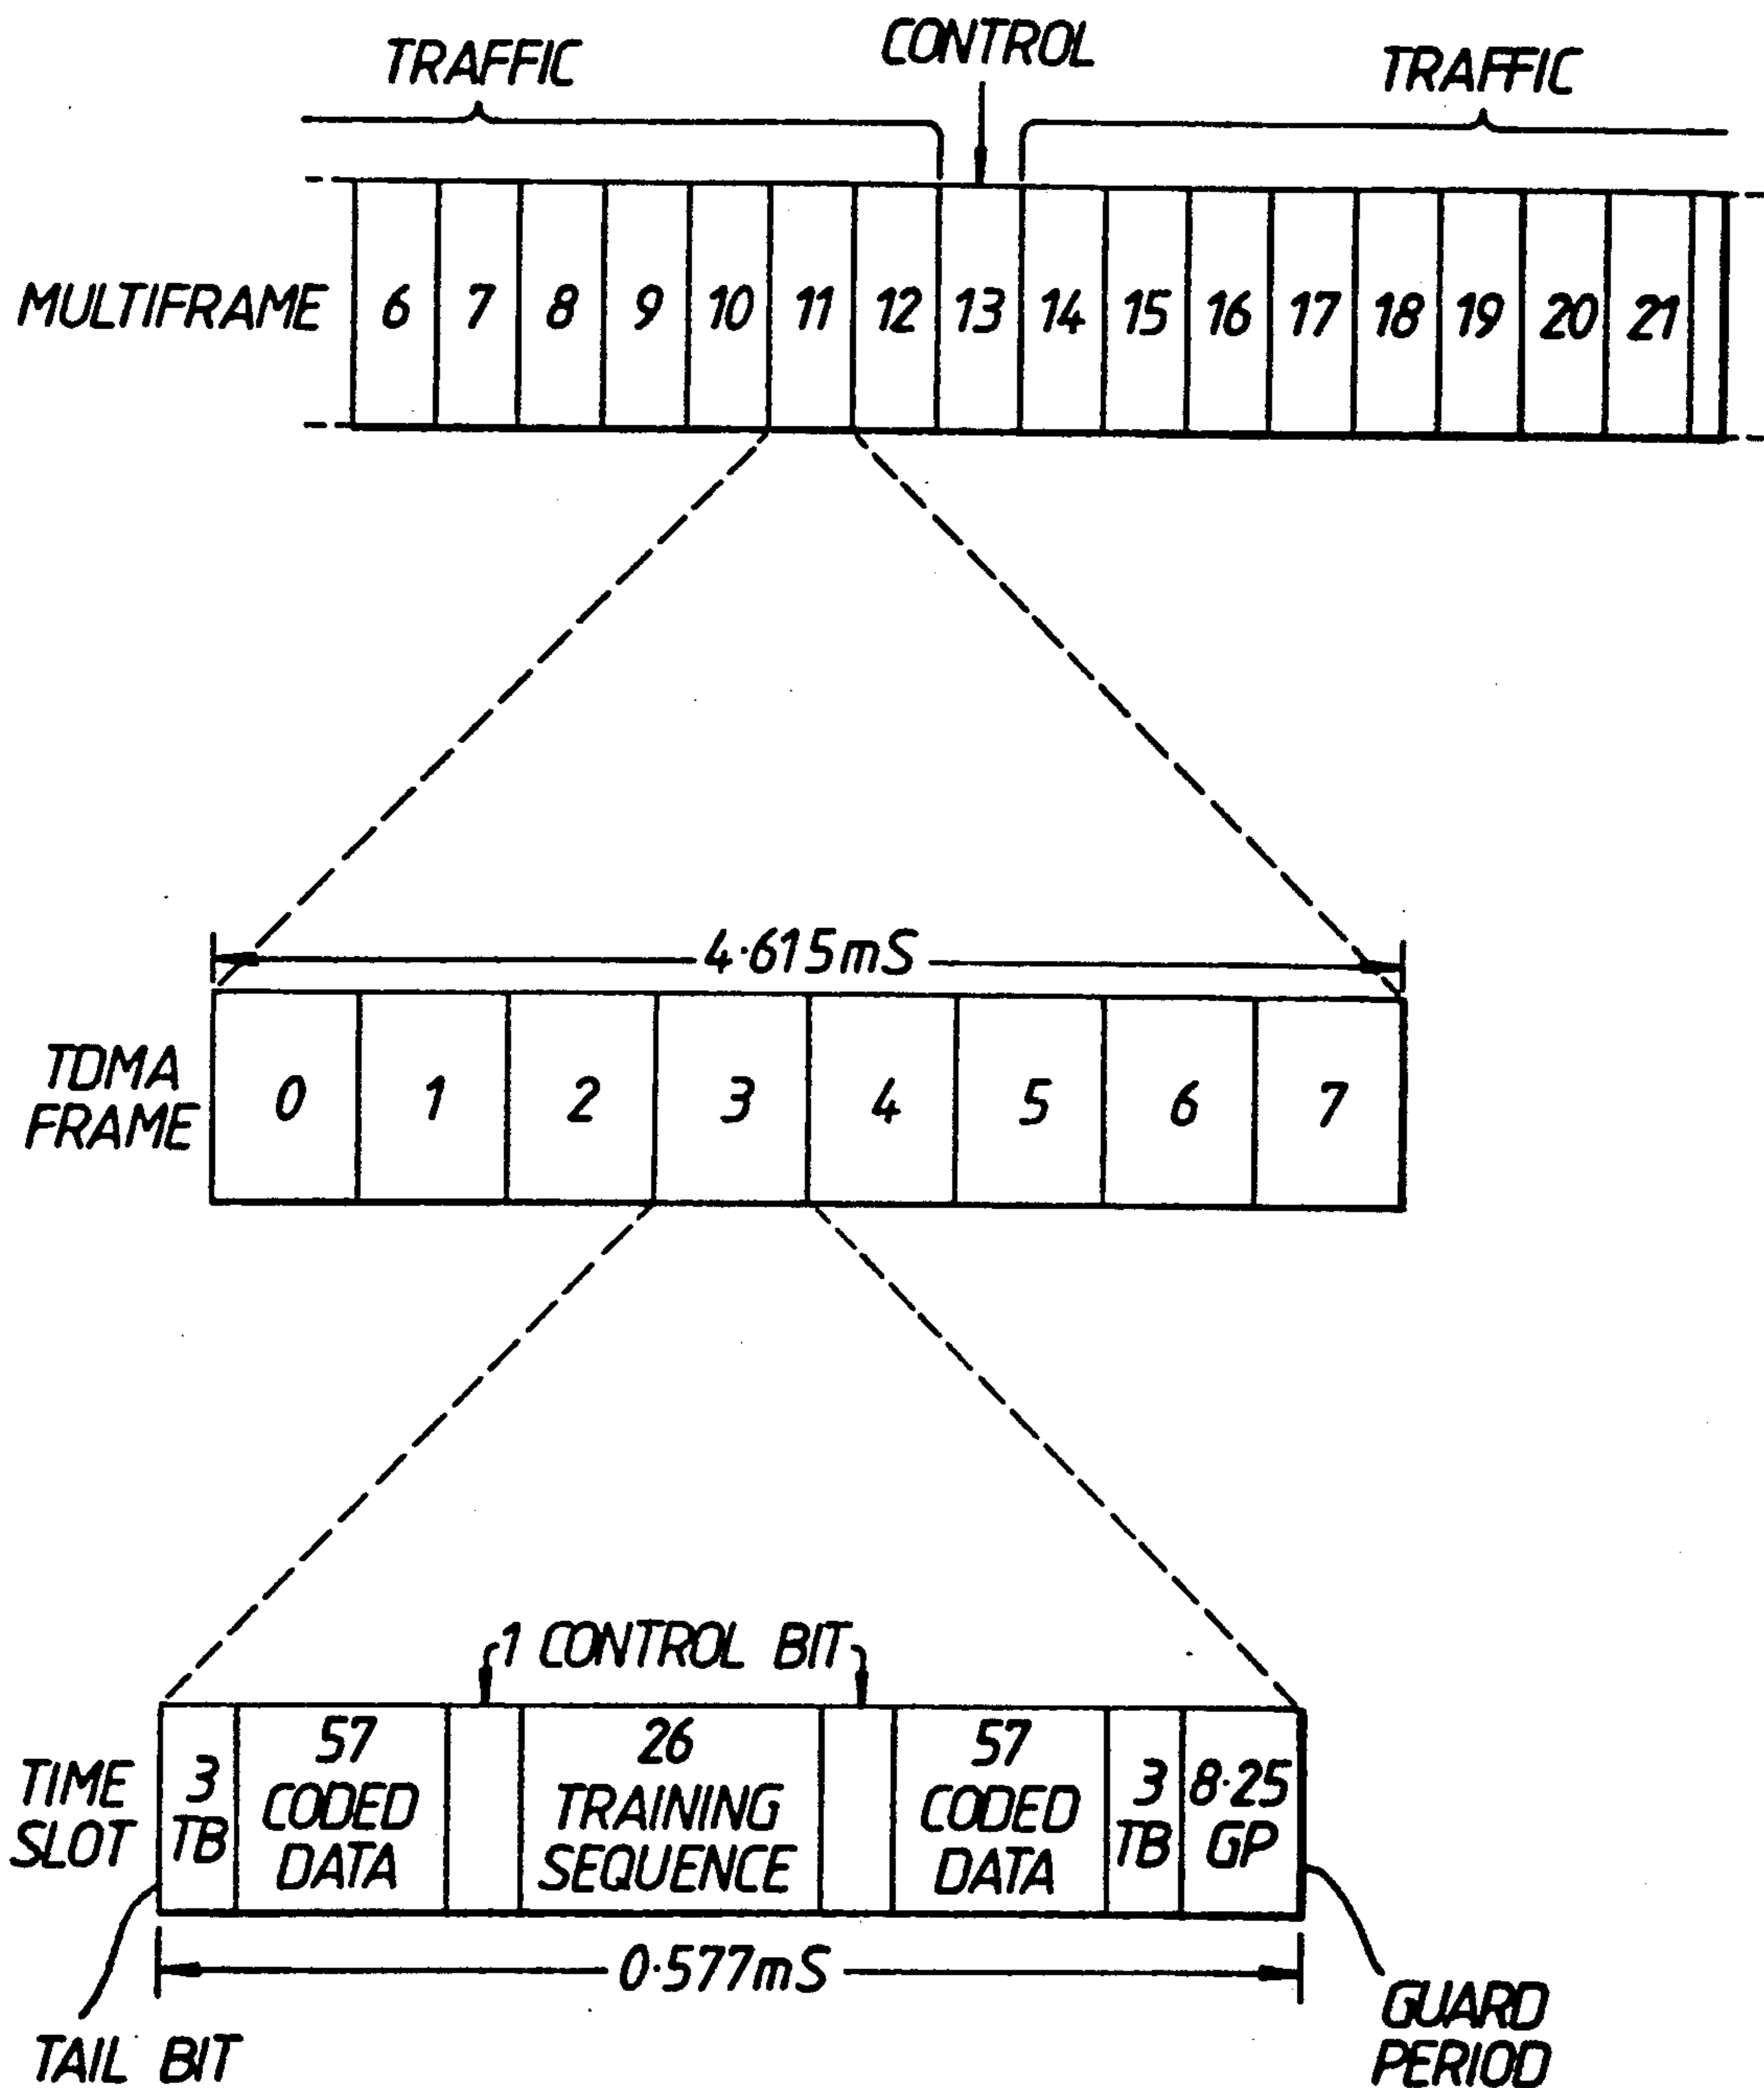 TRAFFIC
CONTROL
TRAFFIC
MULTIFRAME
6 7 8 9 10 11 12 13 14 15 16 17 18 19 20 21
4·615mS
TDMA
FRAME
0 1 2 3 4 5 6 7
1 CONTROL BIT
TIME
SLOT
3
TB
57
CODED
DATA
26
TRAINING
SEQUENCE
57
CODED
DATA
3
TB
8·25
GP
0·577mS
TAIL BIT
GUARD
PERIOD